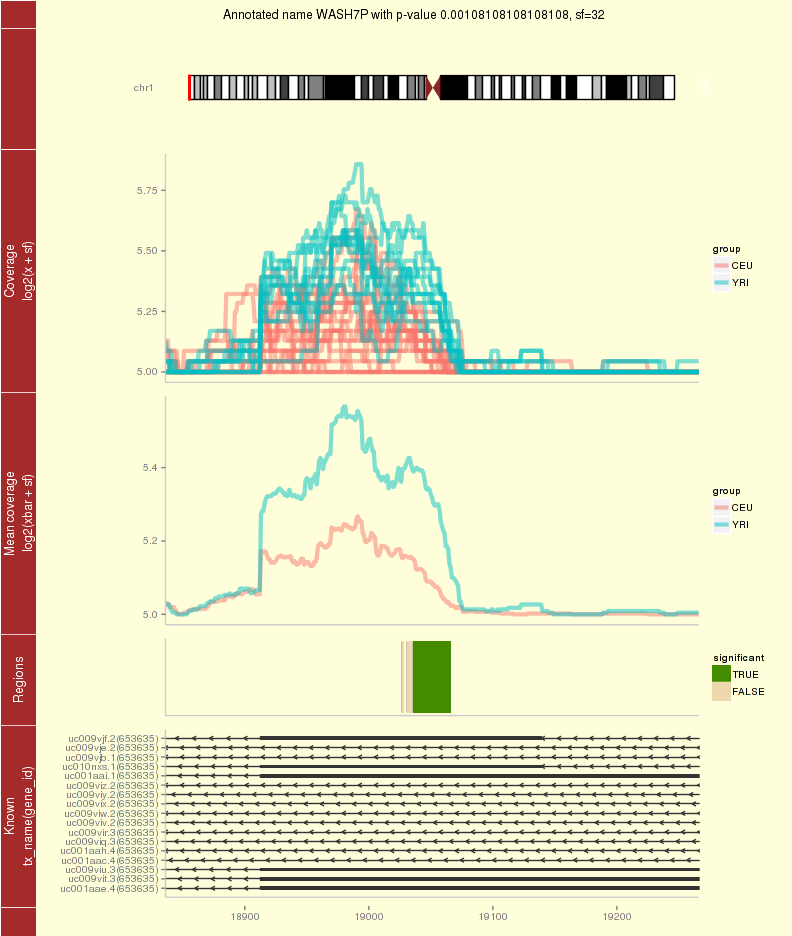 Annotated name WASH7P with p-value 0.00108108108108108, sf=32
chr1
Coverage
log2(x + sf)
5.75
5.50
5.25
5.00
group
CEU
YRI
Mean coverage
log2(xbar + sf)
5.4
5.2
5.0
group
CEU
YRI
Regions
significant
TRUE
FALSE
Known
tx_name(gene_id)
uc009vjf.2(653635)
uc009vje.2(653635)
uc009vjb.1(653635)
uc010nxs.1(653635)
uc001aai.1(653635)
uc009viz.2(653635)
uc009viy.2(653635)
uc009vix.2(653635)
uc009viw.2(653635)
uc009viv.2(653635)
uc009vir.3(653635)
uc009viq.3(653635)
uc001aah.4(653635)
uc001aac.4(653635)
uc009viu.3(653635)
uc009vit.3(653635)
uc001aae.4(653635)
18900
19000
19100
19200